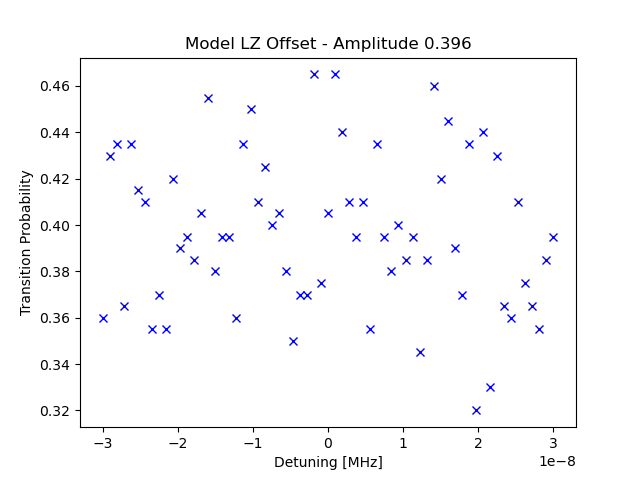 Model LZ Offset - Amplitude 0.396
Transition Probability
0.46
0.44
0.42
0.40
0.38
0.36
0.34
0.32
−3 −2 −1 0 1 2 3
1e−8
Detuning [MHz]